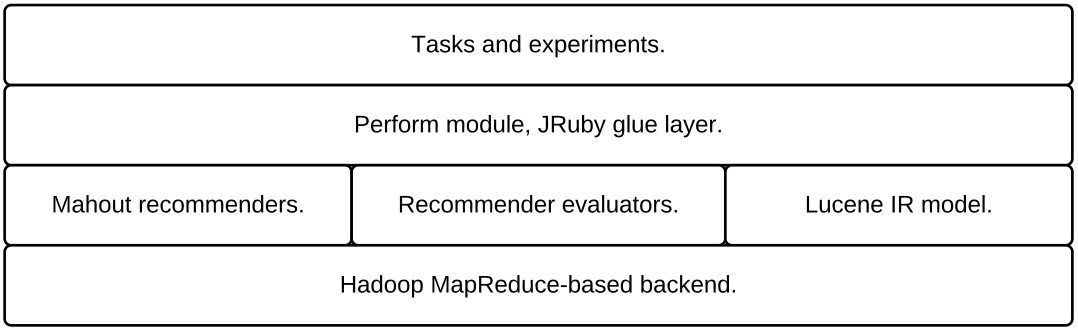 Tasks and experiments.
Perform module, JRuby glue layer.
Mahout recommenders.
Recommender evaluators.
Lucene IR model.
Hadoop MapReduce-based backend.